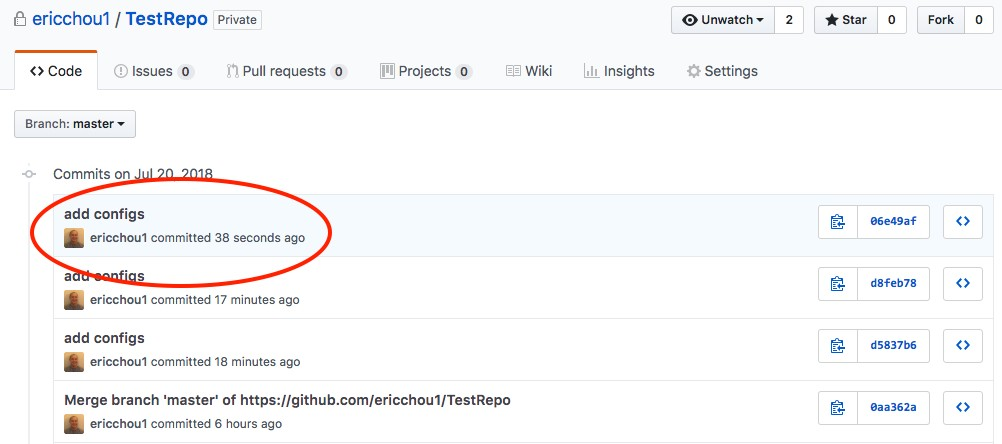 ericchou1 / TestRepo Private Unwatch 2 Star 0 Fork 0
Code Issues 0 Pull requests 0 Projects 0 Wiki Insights Settings
Branch: master
Commits on Jul 20, 2018
add configs
ericchou1 committed 38 seconds ago
06e49af
add configs
ericchou1 committed 17 minutes ago
d8feb78
add configs
ericchou1 committed 18 minutes ago
d5837b6
Merge branch 'master' of https://github.com/ericchou1/TestRepo
ericchou1 committed 6 hours ago
0aa362a